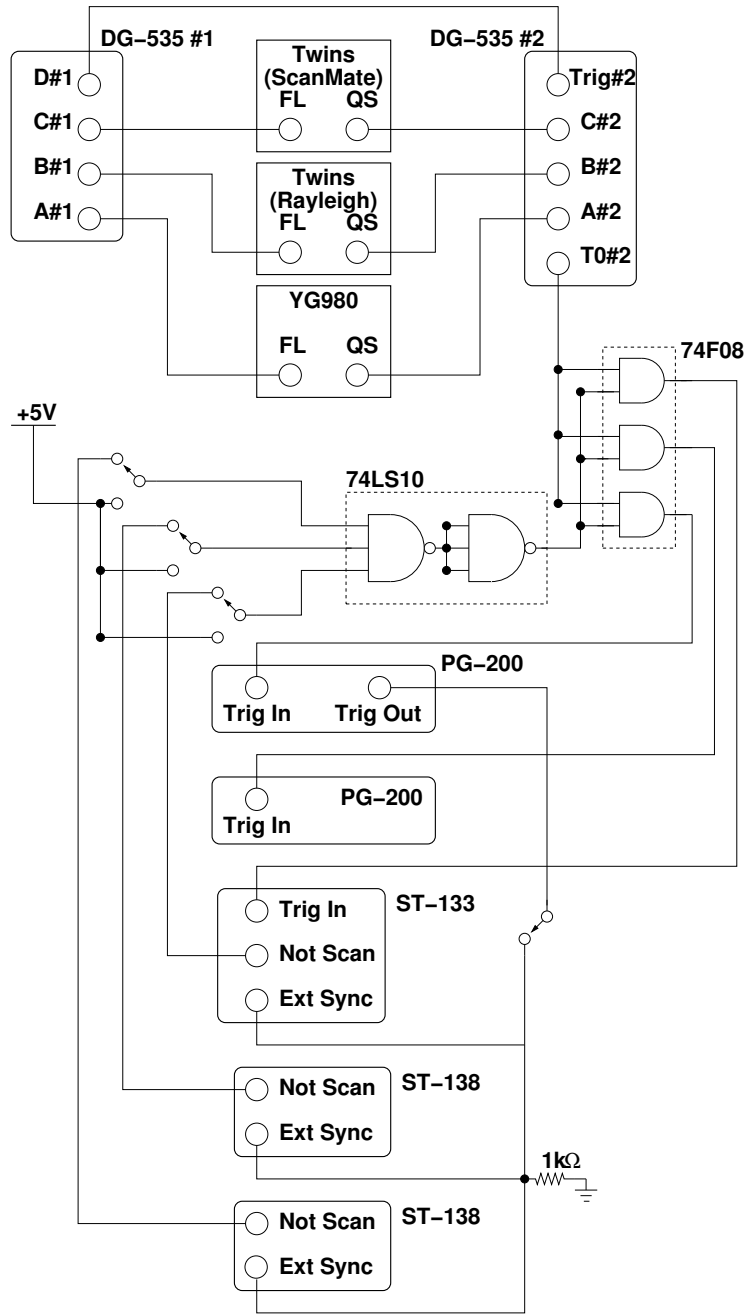 DG−535 #1
DG−535 #2
D#1
C#1
B#1
A#1
Twins
(ScanMate)
FL QS
Twins
(Rayleigh)
FL QS
YG980
FL QS
Trig#2
C#2
B#2
A#2
T0#2
74F08
+5V
74LS10
PG−200
Trig In Trig Out
PG−200
Trig In
ST−133
Trig In
Not Scan
Ext Sync
ST−138
Not Scan
Ext Sync
1kΩ
ST−138
Not Scan
Ext Sync